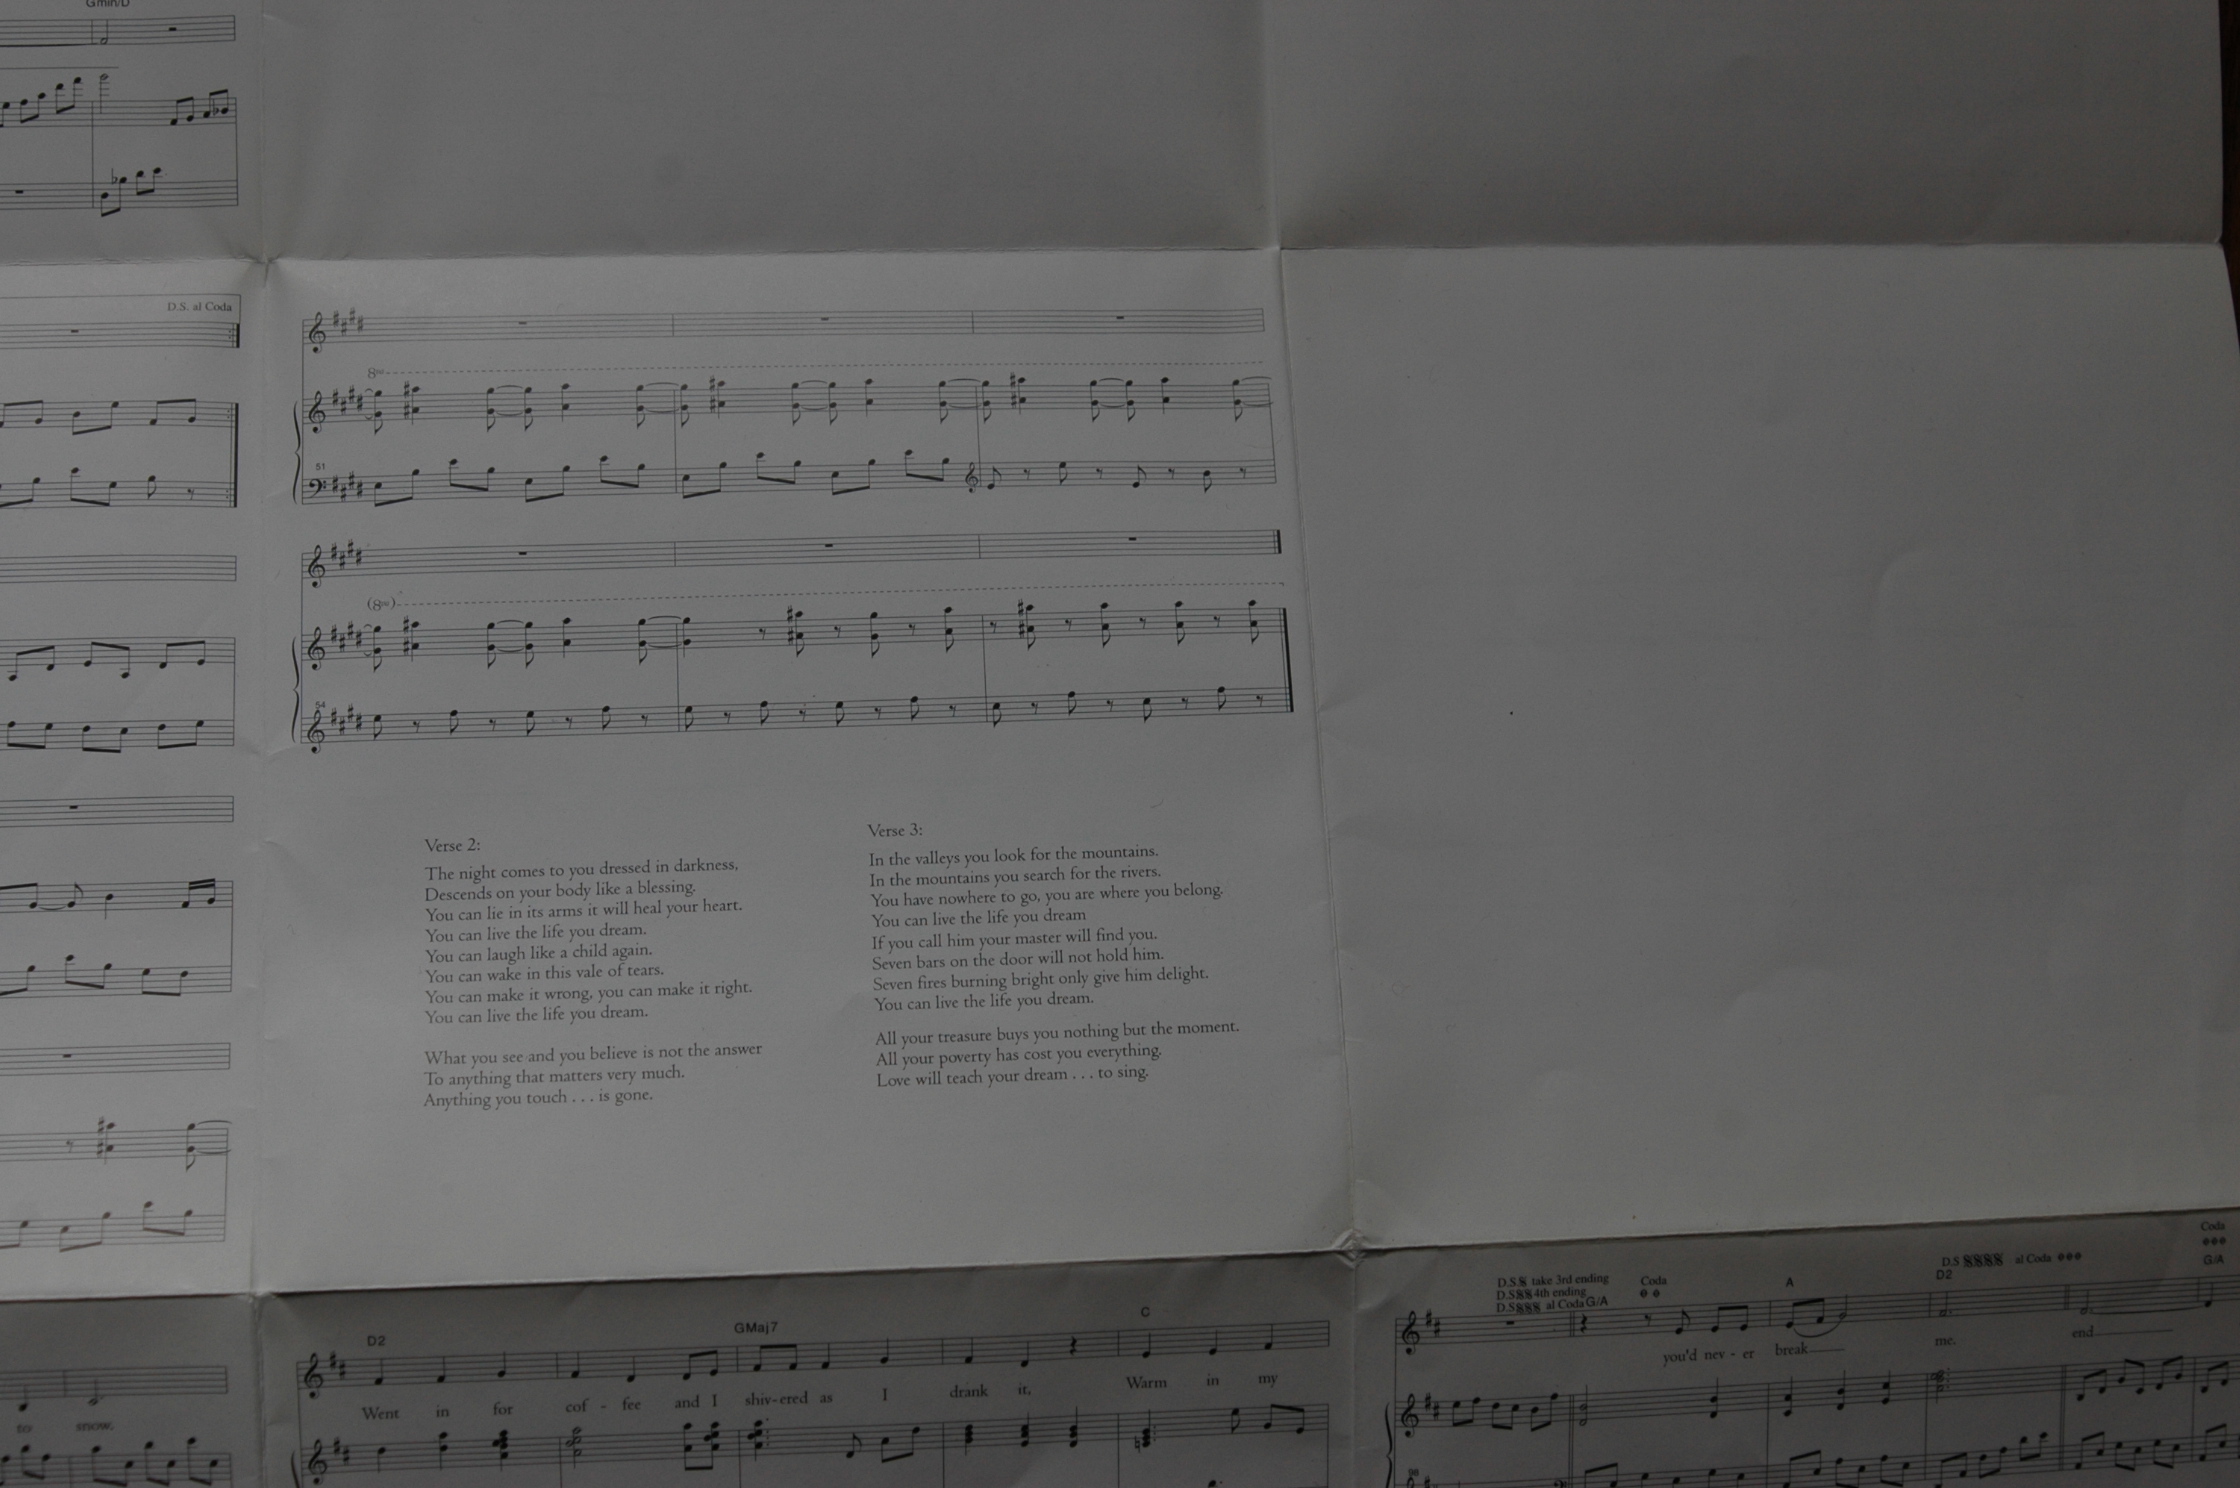 Gmin/D
D.S. al Coda
8va
51
(8va)
54
Verse 2:
The night comes to you dressed in darkness,
Descends on your body like a blessing.
You can lie in its arms it will heal your heart.
You can live the life you dream.
You can laugh like a child again.
You can wake in this vale of tears.
You can make it wrong, you can make it right.
You can live the life you dream.
What you see and you believe is not the answer
To anything that matters very much.
Anything you touch . . . is gone.
Verse 3:
In the valleys you look for the mountains.
In the mountains you search for the rivers.
You have nowhere to go, you are where you belong.
You can live the life you dream
If you call him your master will find you.
Seven bars on the door will not hold him.
Seven fires burning bright only give him delight.
You can live the life you dream.
All your treasure buys you nothing but the moment.
All your poverty has cost you everything.
Love will teach your dream . . . to sing.
to snow.
D2 GMaj7 C
Went in for cof - fee and I shiv-ered as I drank it, Warm in my
D.S. take 3rd ending
D.S. 4th ending
D.S. al Coda G/A
Coda
A
D.S. al Coda
D2
Coda
G/A
you'd nev - er break me. end
98